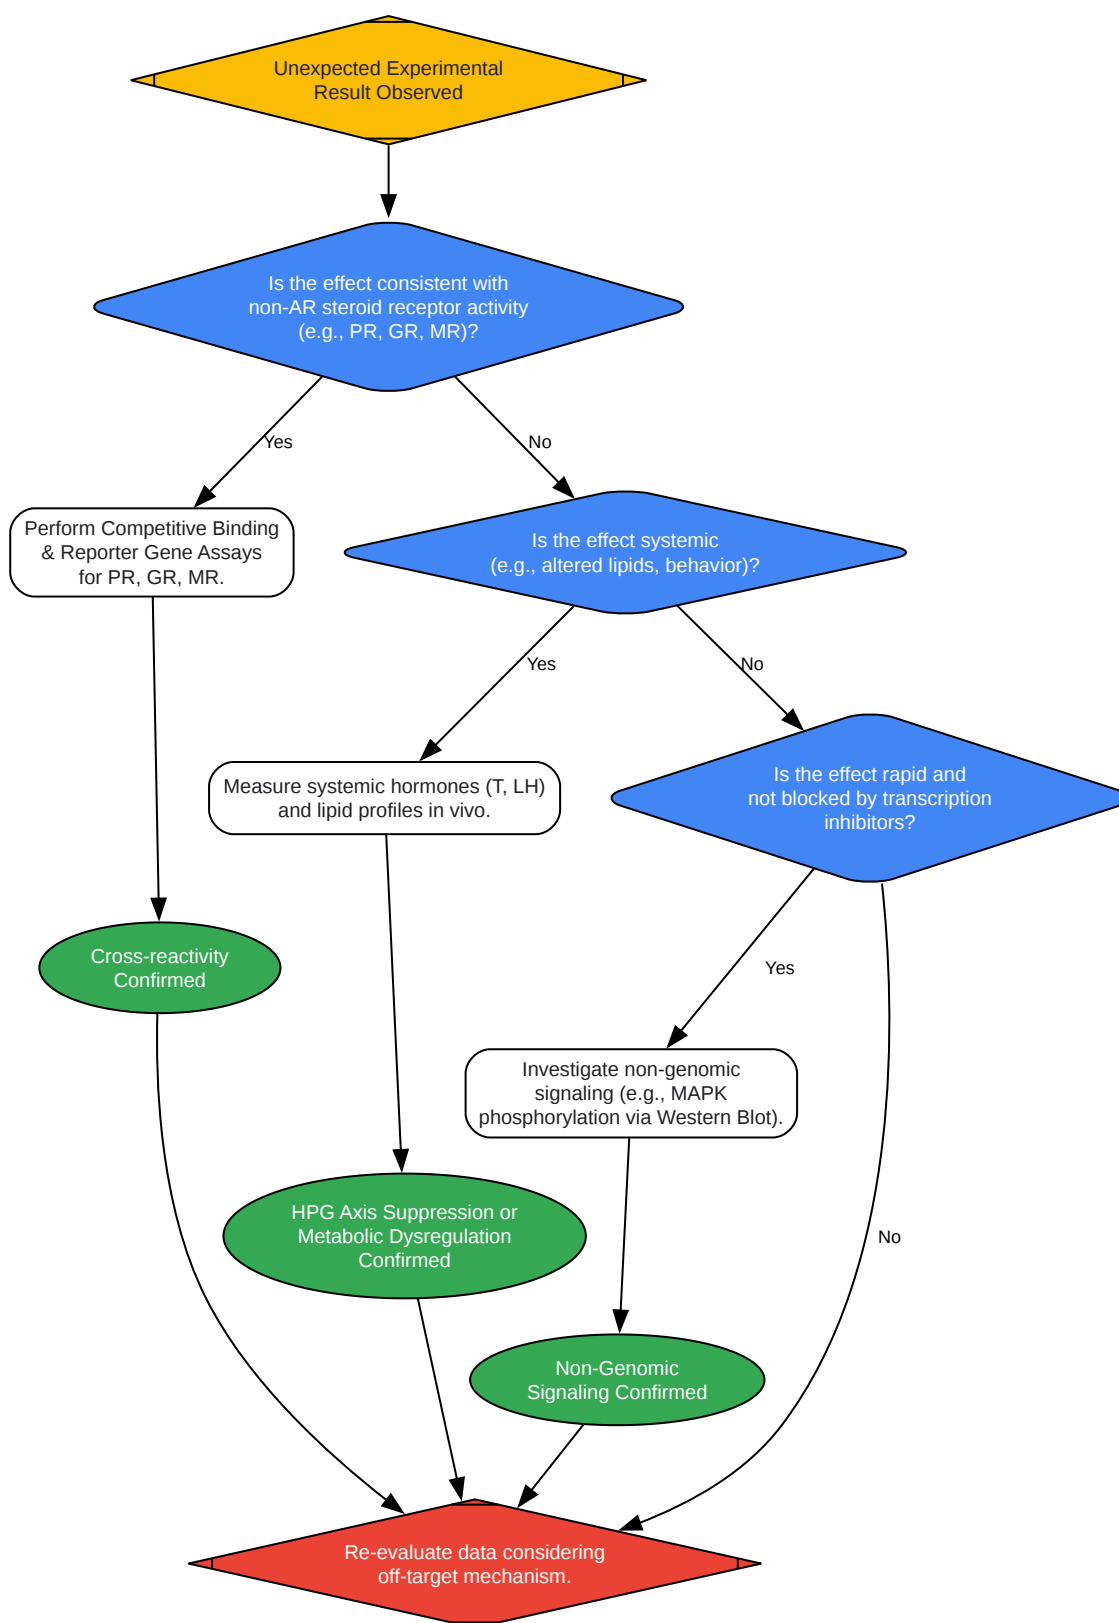 Unexpected Experimental
Result Observed
Is the effect consistent with
non-AR steroid receptor activity
(e.g., PR, GR, MR)?
Yes
No
Perform Competitive Binding
& Reporter Gene Assays
for PR, GR, MR.
Is the effect systemic
(e.g., altered lipids, behavior)?
Yes
No
Measure systemic hormones (T, LH)
and lipid profiles in vivo.
Is the effect rapid and
not blocked by transcription
inhibitors?
Cross-reactivity
Confirmed
Yes
No
Investigate non-genomic
signaling (e.g., MAPK
phosphorylation via Western Blot).
HPG Axis Suppression or
Metabolic Dysregulation
Confirmed
Non-Genomic
Signaling Confirmed
Re-evaluate data considering
off-target mechanism.